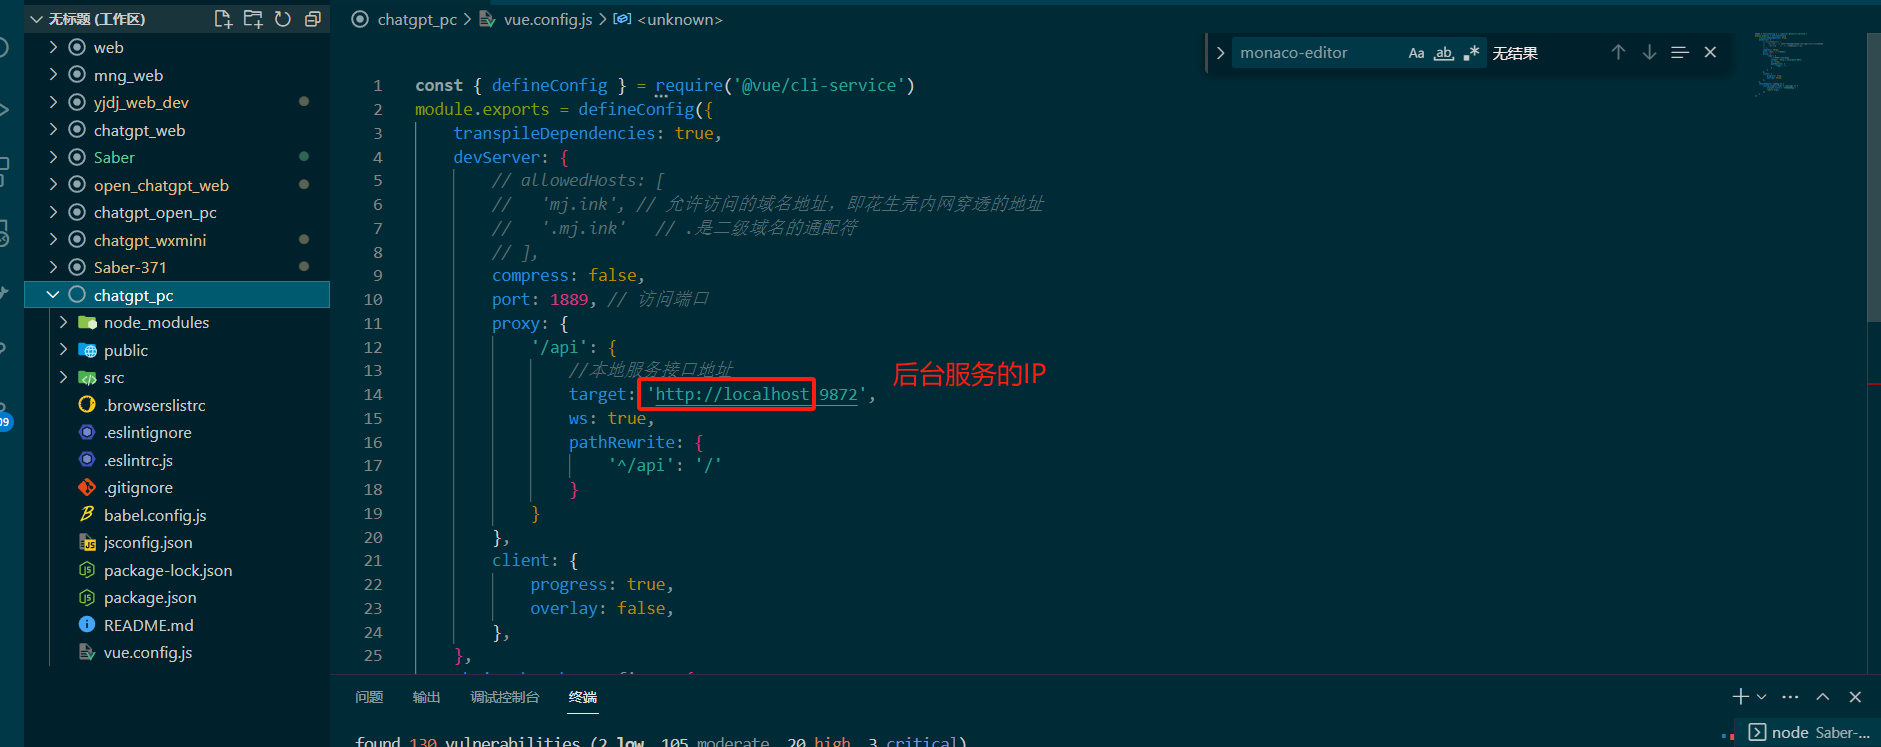 无标题 (工作区)
web
mng_web
yjdj_web_dev
chatgpt_web
Saber
open_chatgpt_web
chatgpt_open_pc
chatgpt_wxmini
Saber-371
chatgpt_pc
node_modules
public
src
.browserslistrc
.eslintignore
.eslintrc.js
.gitignore
babel.config.js
jsconfig.json
package-lock.json
package.json
README.md
vue.config.js
chatgpt_pc > vue.config.js > <unknown>
monaco-editor Aa ab .* 无结果
1 const { defineConfig } = require('@vue/cli-service')
2 module.exports = defineConfig({
3 transpileDependencies: true,
4 devServer: {
5 // allowedHosts: [
6 // 'mj.ink', // 允许访问的域名地址，即花生壳内网穿透的地址
7 // '.mj.ink' // .是二级域名的通配符
8 // ],
9 compress: false,
10 port: 1889, // 访问端口
11 proxy: {
12 '/api': {
13 //本地服务接口地址
后台服务的IP
14 target: 'http://localhost:9872',
15 ws: true,
16 pathRewrite: {
17 '^/api': '/'
18 }
19 }
20 },
21 client: {
22 progress: true,
23 overlay: false,
24 },
25 },
问题 输出 调试控制台 终端
found 130 vulnerabilities (2 low, 105 moderate, 20 high, 3 critical)
node Saber-...
09